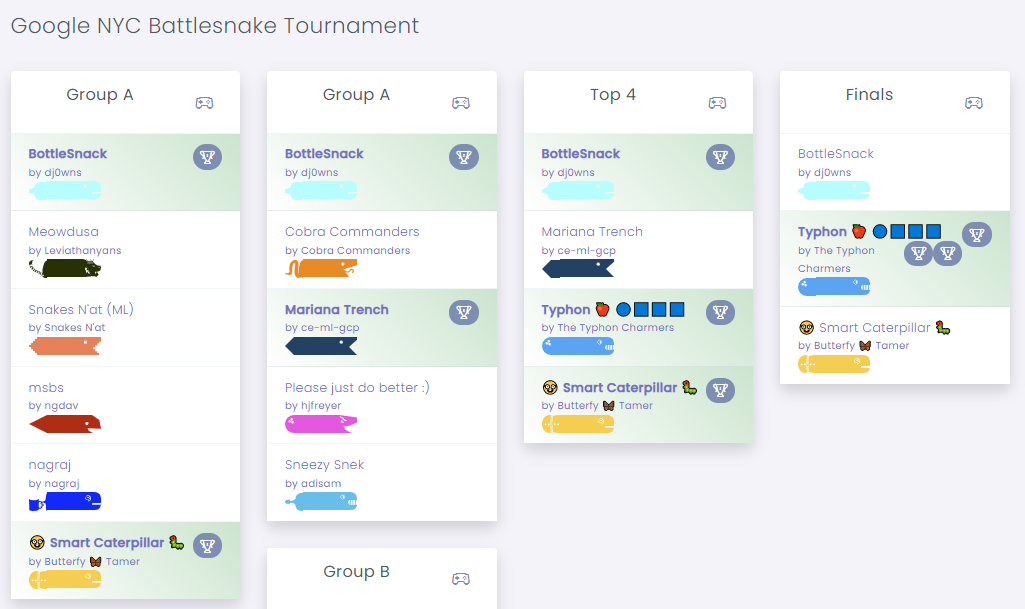 Google NYC Battlesnake Tournament
Group A
BottleSnack
by dj0wns
Meowdusa
by Leviathanyans
Snakes N'at (ML)
by Snakes N'at
msbs
by ngdav
nagraj
by nagraj
Smart Caterpillar 🐛
by Butterfy 🦋 Tamer
Group A
BottleSnack
by dj0wns
Cobra Commanders
by Cobra Commanders
Mariana Trench
by ce-ml-gcp
Please just do better :)
by hjfreyer
Sneezy Snek
by adisam
Group B
Top 4
BottleSnack
by dj0wns
Mariana Trench
by ce-ml-gcp
Typhon 🍎 🔵🟦🟦🟦
by The Typhon Charmers
🥸 Smart Caterpillar 🐛
by Butterfy 🦋 Tamer
Finals
BottleSnack
by dj0wns
Typhon 🍎 🔵🟦🟦🟦
by The Typhon
Charmers
🥸 Smart Caterpillar 🐛
by Butterfy 🦋 Tamer